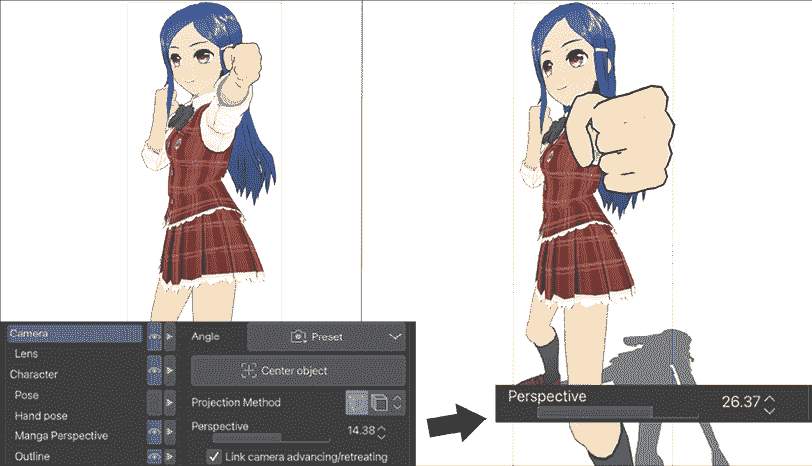 Camera
Lens
Character
Pose
Hand pose
Manga Perspective
Outline
Angle
Preset
Center object
Projection Method
Perspective
14.38
Link camera advancing/retreating
Perspective
26.37